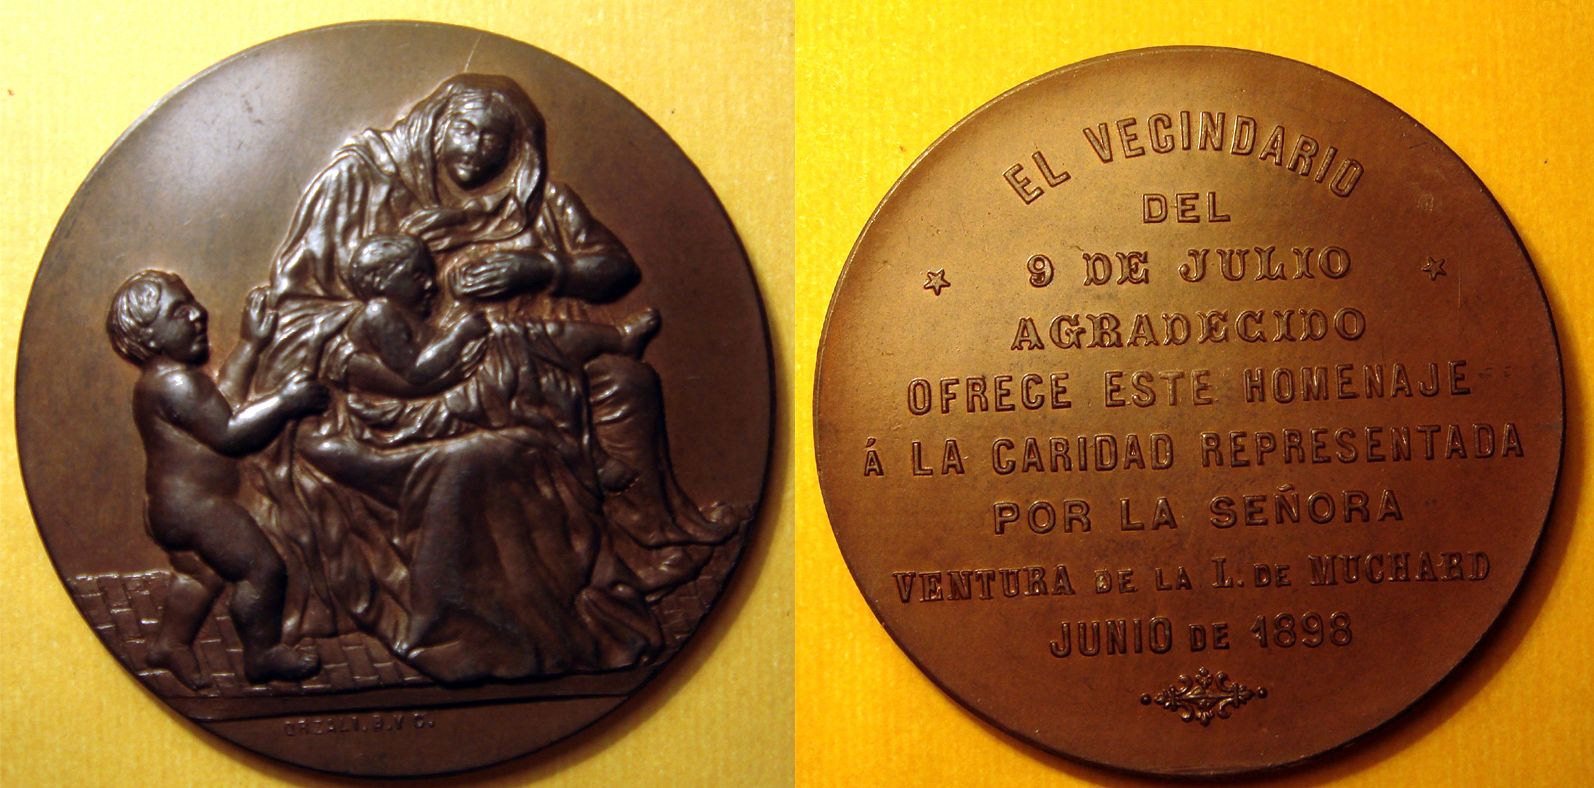 ORZALI. B. Y C.
EL VECINDARIO
DEL
9 DE JULIO
AGRADECIDO
OFRECE ESTE HOMENAJE
Á LA CARIDAD REPRESENTADA
POR LA SEÑORA
VENTURA DE LA L. DE MUCHARD
JUNIO DE 1898